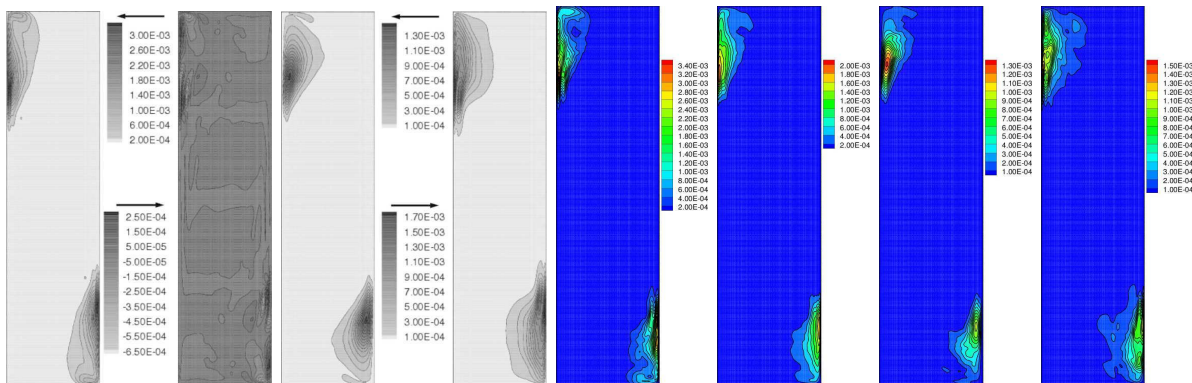 3.00E-03
2.60E-03
2.20E-03
1.80E-03
1.40E-03
1.00E-03
6.00E-04
2.00E-04
2.50E-04
1.50E-04
5.00E-05
-5.00E-05
-1.50E-04
-2.50E-04
-3.50E-04
-4.50E-04
-5.50E-04
-6.50E-04
1.30E-03
1.10E-03
9.00E-04
7.00E-04
5.00E-04
3.00E-04
1.00E-04
1.70E-03
1.50E-03
1.30E-03
1.10E-03
9.00E-04
7.00E-04
5.00E-04
3.00E-04
1.00E-04
3.40E-03
3.20E-03
3.00E-03
2.80E-03
2.60E-03
2.40E-03
2.20E-03
2.00E-03
1.80E-03
1.60E-03
1.40E-03
1.20E-03
1.00E-03
8.00E-04
6.00E-04
4.00E-04
2.00E-04
2.00E-03
1.80E-03
1.60E-03
1.40E-03
1.20E-03
1.00E-03
8.00E-04
6.00E-04
4.00E-04
2.00E-04
1.30E-03
1.20E-03
1.10E-03
1.00E-03
9.00E-04
8.00E-04
7.00E-04
6.00E-04
5.00E-04
4.00E-04
3.00E-04
2.00E-04
1.00E-04
1.50E-03
1.40E-03
1.30E-03
1.20E-03
1.10E-03
1.00E-03
9.00E-04
8.00E-04
7.00E-04
6.00E-04
5.00E-04
4.00E-04
3.00E-04
2.00E-04
1.00E-04